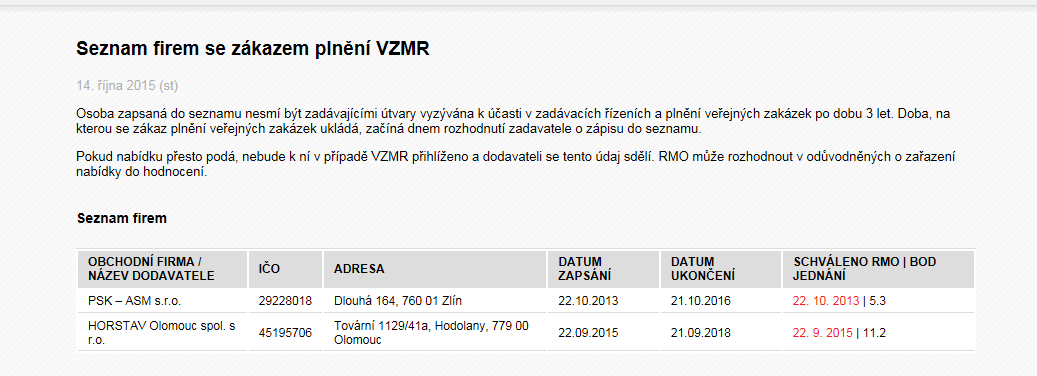 Seznam firem se zákazem plnění VZMR
14. října 2015 (st)
Osoba zapsaná do seznamu nesmí být zadávajícími útvary vyzývána k účasti v zadávacích řízeních a plnění veřejných zakázek po dobu 3 let. Doba, na
kterou se zákaz plnění veřejných zakázek ukládá, začíná dnem rozhodnutí zadavatele o zápisu do seznamu.
Pokud nabídku přesto podá, nebude k ní v případě VZMR přihlíženo a dodavateli se tento údaj sdělí. RMO může rozhodnout v odůvodněných o zařazení
nabídky do hodnocení.
Seznam firem
OBCHODNÍ FIRMA / NÁZEV DODAVATELE IČO ADRESA DATUM ZAPSÁNÍ DATUM UKONČENÍ SCHVÁLENO RMO | BOD JEDNÁNÍ
PSK – ASM s.r.o. 29228018 Dlouhá 164, 760 01 Zlín 22.10.2013 21.10.2016 22. 10. 2013 | 5.3
HORSTAV Olomouc spol. s r.o. 45195706 Tovární 1129/41a, Hodolany, 779 00 Olomouc 22.09.2015 21.09.2018 22. 9. 2015 | 11.2